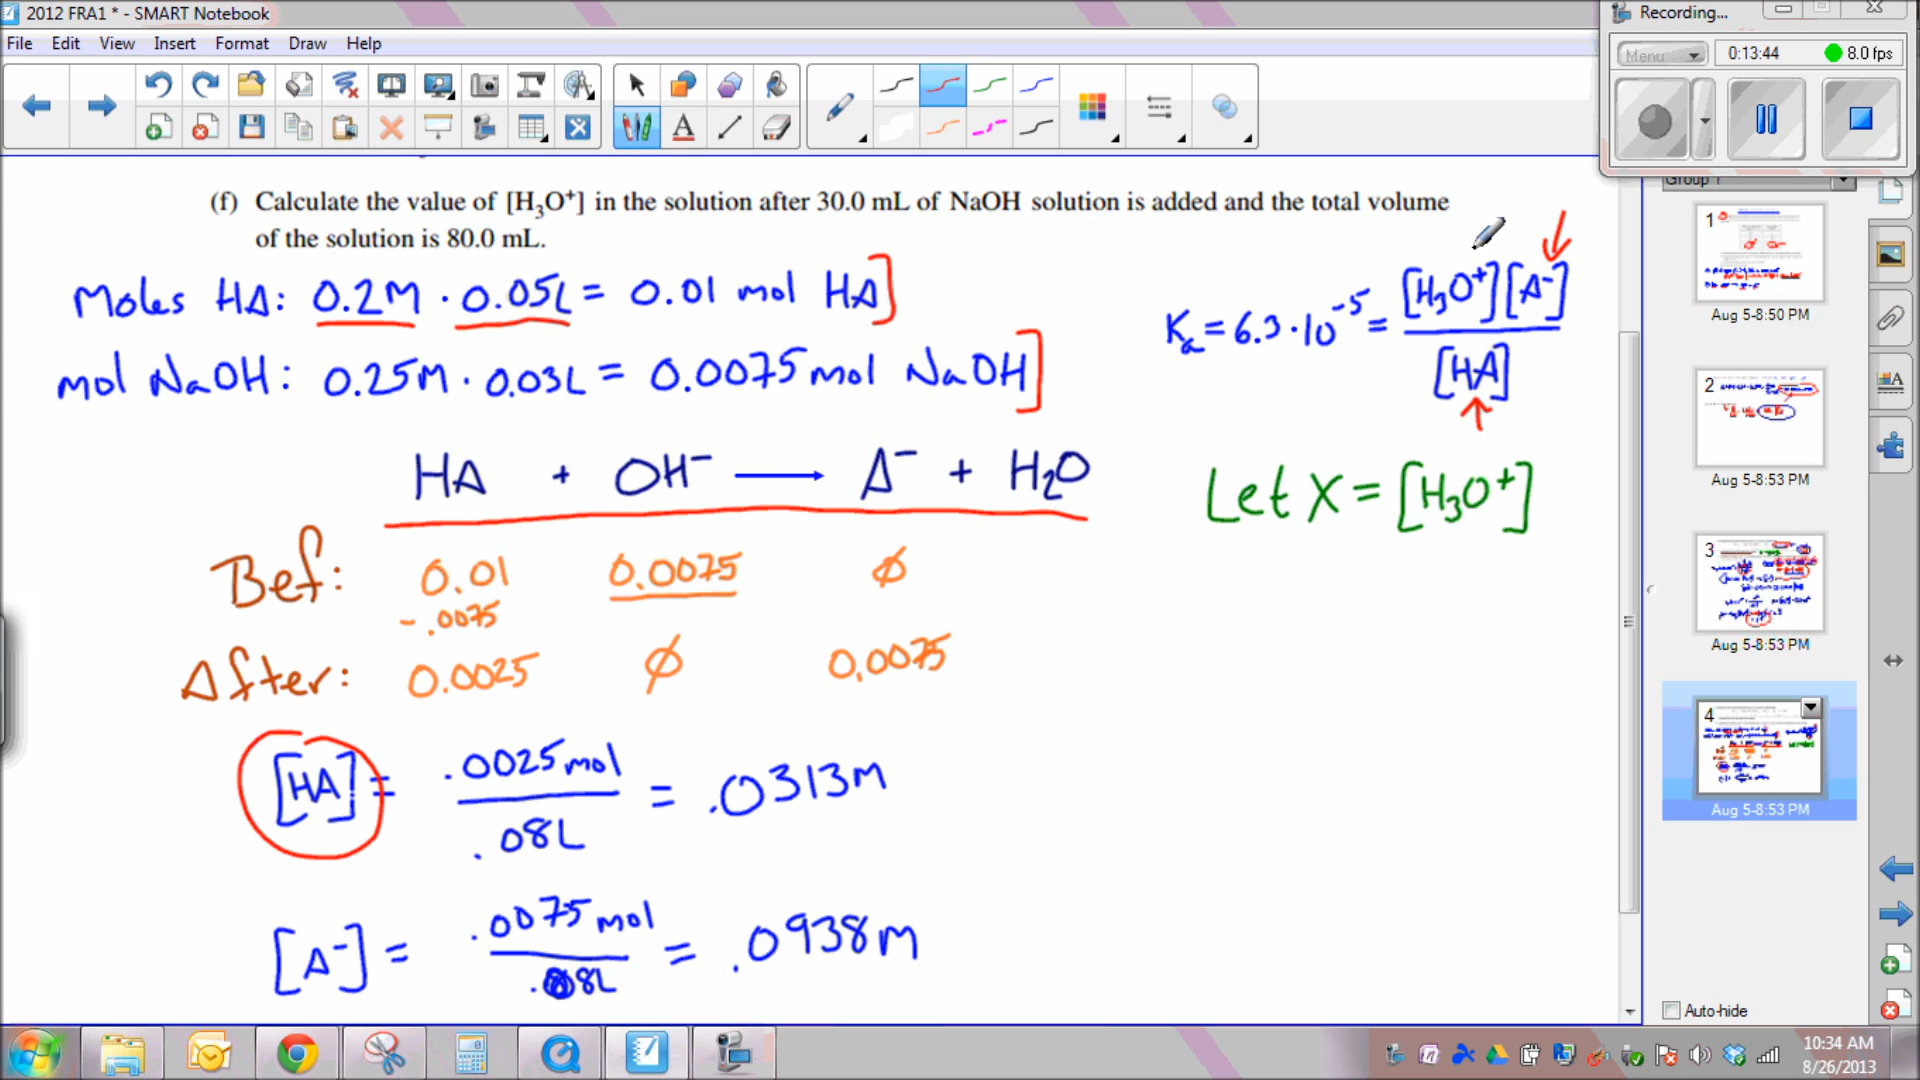 2012 FRA1 * - SMART Notebook
Recording...
File Edit View Insert Format Draw Help
Menu
0:13:44
8.0 fps
Group 1
(f) Calculate the value of [H₃O⁺] in the solution after 30.0 mL of NaOH solution is added and the total volume
of the solution is 80.0 mL.
Moles HA: 0.2M · 0.05L = 0.01 mol HA]
mol NaOH: 0.25M · 0.03L = 0.0075 mol NaOH]
Kₐ = 6.3·10⁻⁵ = [H₃O⁺][A⁻]
[HA]
Let X = [H₃O⁺]
HA + OH⁻ → A⁻ + H₂O
Bef: 0.01 0.0075 ∅
-.0075
After: 0.0025 ∅ 0.0075
[HA] = .0025 mol = .0313M
.08L
[A⁻] = .0075 mol = .0938M
.08L
1
Aug 5-8:50 PM
2
Aug 5-8:53 PM
3
Aug 5-8:53 PM
4
Aug 5-8:53 PM
Auto-hide
10:34 AM
8/26/2013